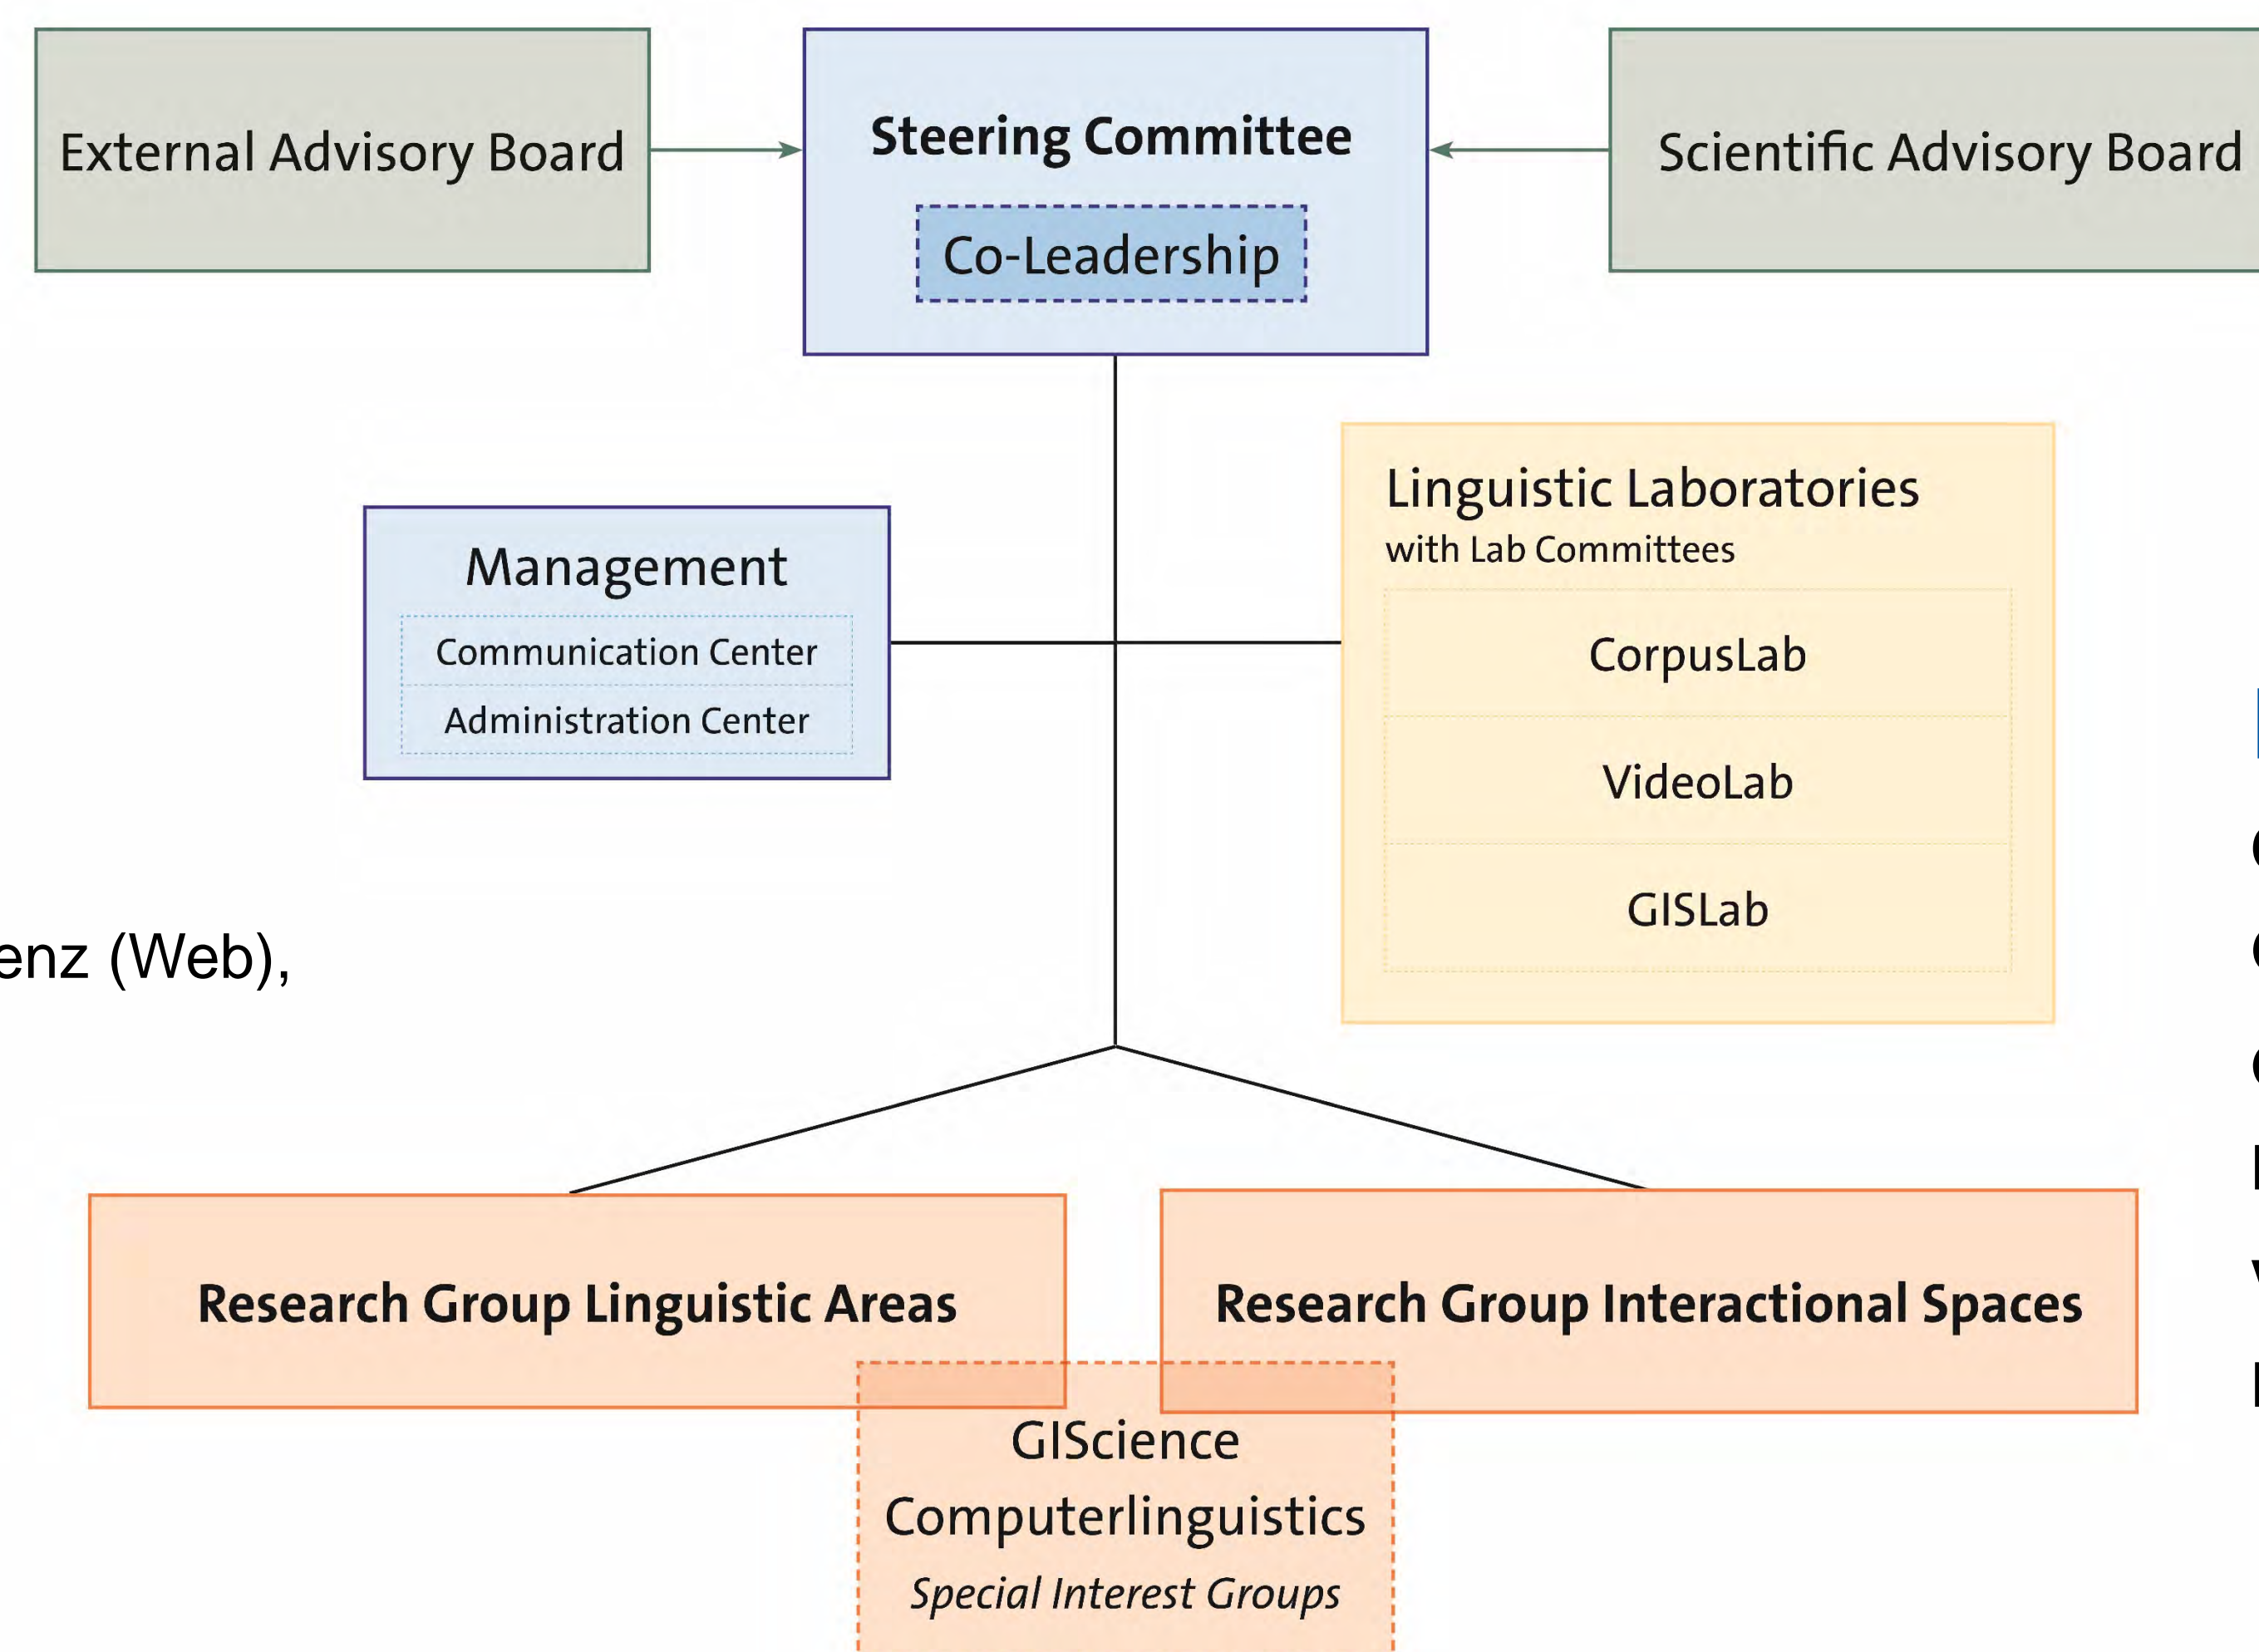 External Advisory Board
Steering Committee
Co-Leadership
Scientific Advisory Board
Management
Communication Center
Administration Center
Linguistic Laboratories
with Lab Committees
CorpusLab
VideoLab
GISLab
enz (Web),
Research Group Linguistic Areas
Research Group Interactional Spaces
GIScience
Computerlinguistics
Special Interest Groups